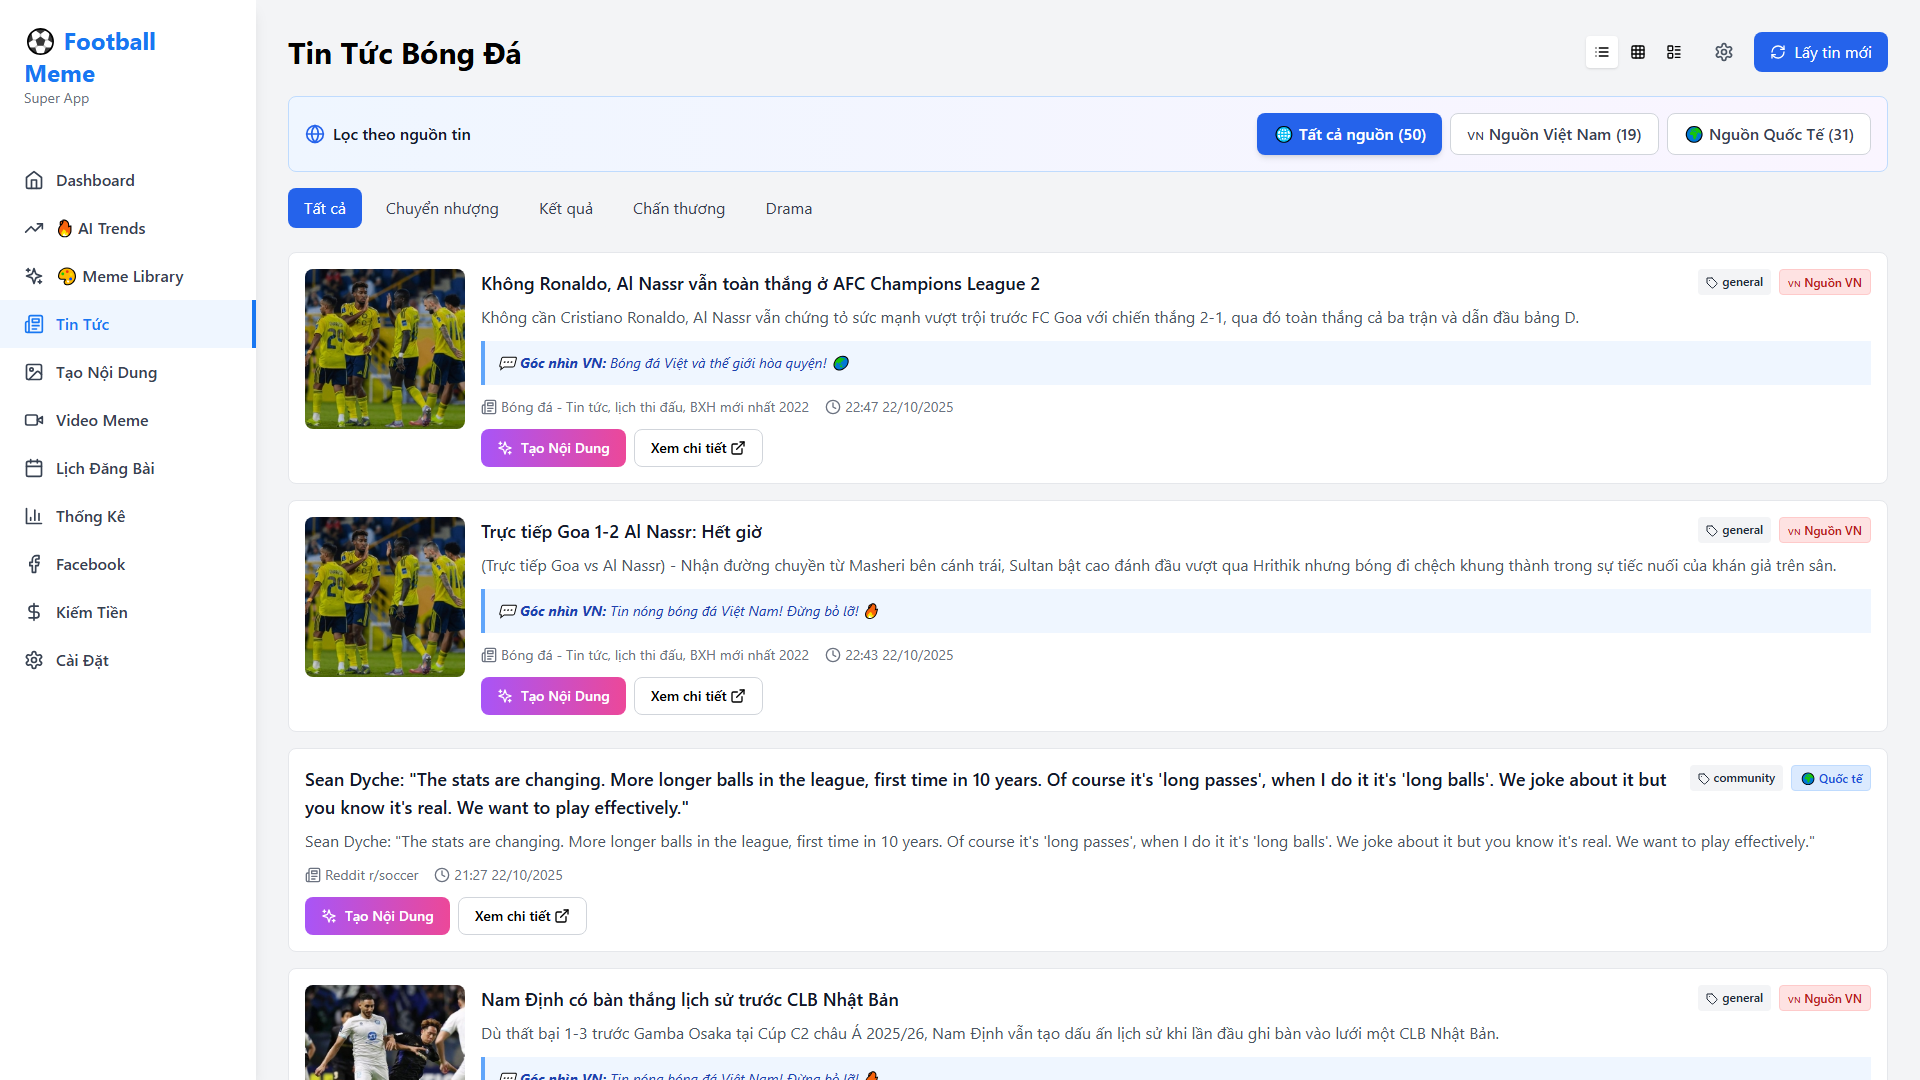 Football
Meme
Super App
Dashboard
🔥 AI Trends
🎨 Meme Library
Tin Tức
Tạo Nội Dung
Video Meme
Lịch Đăng Bài
Thống Kê
Facebook
Kiếm Tiền
Cài Đặt
Tin Tức Bóng Đá
Lấy tin mới
Lọc theo nguồn tin
🌐 Tất cả nguồn (50)
VN Nguồn Việt Nam (19)
🌍 Nguồn Quốc Tế (31)
Tất cả
Chuyển nhượng
Kết quả
Chấn thương
Drama
Không Ronaldo, Al Nassr vẫn toàn thắng ở AFC Champions League 2
general
VN Nguồn VN
Không cần Cristiano Ronaldo, Al Nassr vẫn chứng tỏ sức mạnh vượt trội trước FC Goa với chiến thắng 2-1, qua đó toàn thắng cả ba trận và dẫn đầu bảng D.
💬 Góc nhìn VN: Bóng đá Việt và thế giới hòa quyện! 🌏
Bóng đá - Tin tức, lịch thi đấu, BXH mới nhất 2022
22:47 22/10/2025
Tạo Nội Dung
Xem chi tiết
Trực tiếp Goa 1-2 Al Nassr: Hết giờ
general
VN Nguồn VN
(Trực tiếp Goa vs Al Nassr) - Nhận đường chuyền từ Masheri bên cánh trái, Sultan bật cao đánh đầu vượt qua Hrithik nhưng bóng đi chệch khung thành trong sự tiếc nuối của khán giả trên sân.
💬 Góc nhìn VN: Tin nóng bóng đá Việt Nam! Đừng bỏ lỡ! 🔥
Bóng đá - Tin tức, lịch thi đấu, BXH mới nhất 2022
22:43 22/10/2025
Tạo Nội Dung
Xem chi tiết
Sean Dyche: "The stats are changing. More longer balls in the league, first time in 10 years. Of course it's 'long passes', when I do it it's 'long balls'. We joke about it but
you know it's real. We want to play effectively."
community
🌍 Quốc tế
Sean Dyche: "The stats are changing. More longer balls in the league, first time in 10 years. Of course it's 'long passes', when I do it it's 'long balls'. We joke about it but you know it's real. We want to play effectively."
Reddit r/soccer
21:27 22/10/2025
Tạo Nội Dung
Xem chi tiết
Nam Định có bàn thắng lịch sử trước CLB Nhật Bản
general
VN Nguồn VN
Dù thất bại 1-3 trước Gamba Osaka tại Cúp C2 châu Á 2025/26, Nam Định vẫn tạo dấu ấn lịch sử khi lần đầu ghi bàn vào lưới một CLB Nhật Bản.
💬 Góc nhìn VN: Tin nóng bóng đá Việt Nam! Đừng bỏ lỡ! 🔥